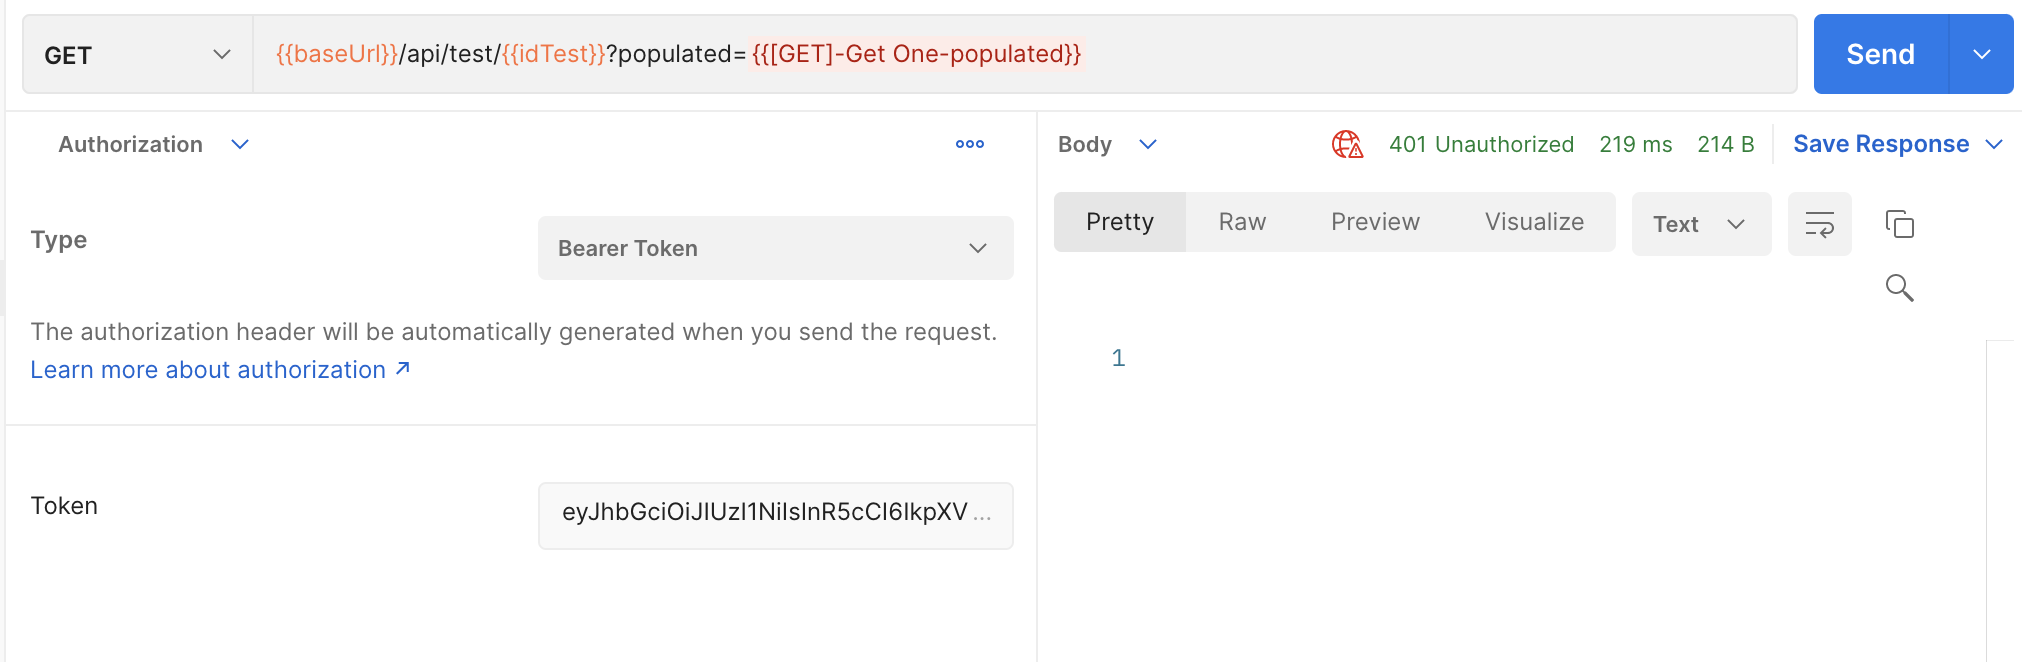 GET
{{baseUrl}}/api/test/{{idTest}}?populated={{[GET]-Get One-populated}}
Send
Authorization
ooo
Body
401 Unauthorized 219 ms 214 B
Save Response
Type
Bearer Token
Pretty Raw Preview Visualize
Text
The authorization header will be automatically generated when you send the request.
Learn more about authorization ↗
1
Token
eyJhbGciOiJIUzI1NiIsInR5cCI6IkpXV ...